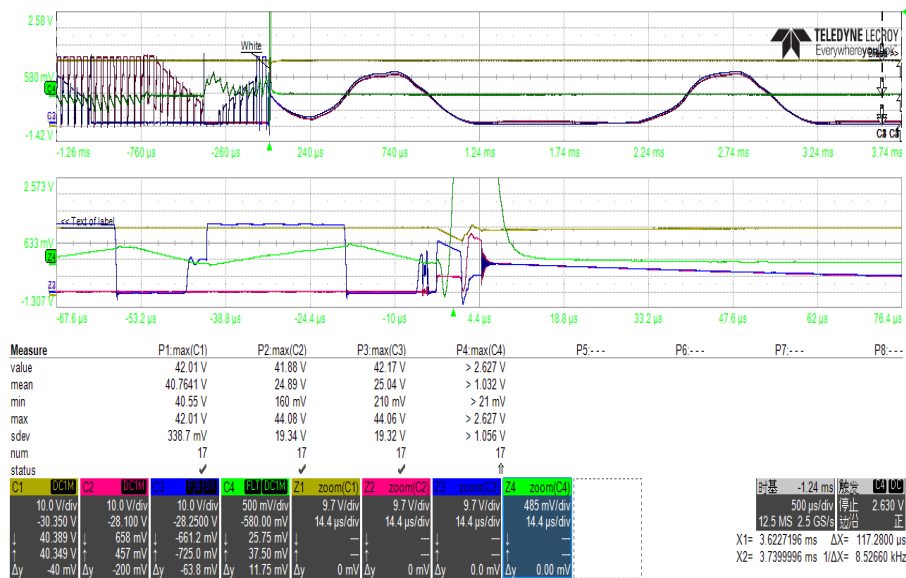 2.58 V
White
TELEDYNE LECROY
580 mV
C4
-1.42 V
-1.26 ms -760 µs -260 µs 240 µs 740 µs 1.24 ms 1.74 ms 2.24 ms 2.74 ms 3.24 ms 3.74 ms
2.573 V
<< Text of label
633 mV
Z4
-1.307 V
-67.6 µs -53.2 µs -38.8 µs -24.4 µs -10 µs 4.4 µs 18.8 µs 33.2 µs 47.6 µs 62 µs 76.4 µs
Measure P1:max(C1) P2:max(C2) P3:max(C3) P4:max(C4) P5:- - - P6:- - - P7:- - - P8:- - -
value 42.01 V 41.88 V 42.17 V > 2.627 V
mean 40.7641 V 24.89 V 25.04 V > 1.032 V
min 40.55 V 160 mV 210 mV > 21 mV
max 42.01 V 44.08 V 44.06 V > 2.627 V
sdev 338.7 mV 19.34 V 19.32 V > 1.056 V
num 17 17 17 17
status
C1 DC1M C2 DC1M C3 C4 FLT DC1M Z1 zoom(C1) Z2 zoom(C2) Z3 zoom(C3) Z4 zoom(C4) 时基 -1.24 ms 触发 C4 DC
10.0 V/div 10.0 V/div 10.0 V/div 500 mV/div 9.7 V/div 9.7 V/div 9.7 V/div 485 mV/div 500 µs/div 停止 2.630 V
-30.350 V -28.100 V -28.2500 V -580.00 mV 14.4 µs/div 14.4 µs/div 14.4 µs/div 14.4 µs/div 12.5 MS 2.5 GS/s 边沿 正
40.389 V 658 mV -661.2 mV 25.75 mV --- --- --- --- X1= 3.6227196 ms ΔX= 117.2800 µs
40.349 V 457 mV -725.0 mV 37.50 mV --- --- --- --- X2= 3.7399996 ms 1/ΔX= 8.52660 kHz
Δy -40 mV Δy -200 mV Δy -63.8 mV Δy 11.75 mV Δy 0 mV Δy 0 mV Δy 0.0 mV Δy 0.00 mV